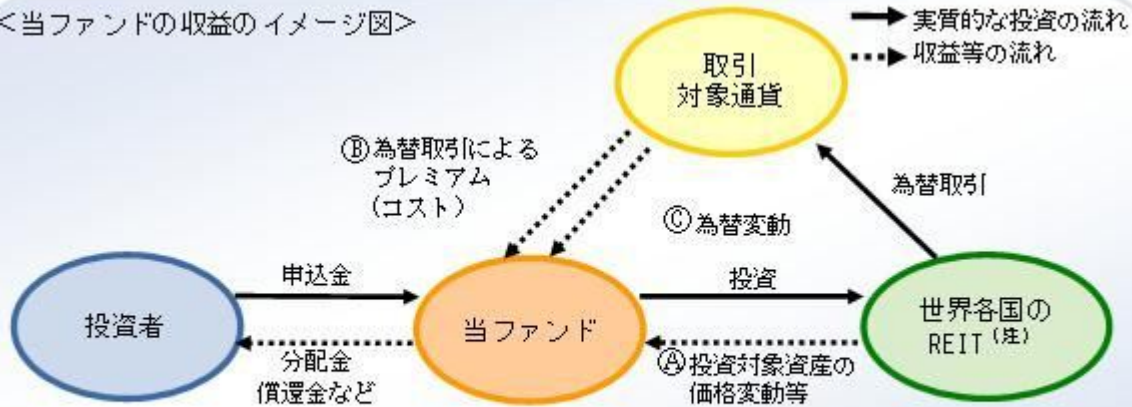 <当ファンドの収益のイメージ図>
実質的な投資の流れ
収益等の流れ
取引
対象通貨
Ⓑ為替取引による
プレミアム
(コスト)
Ⓒ為替変動
為替取引
投資者
申込金
分配金
償還金など
当ファンド
投資
Ⓐ投資対象資産の
価格変動等
世界各国の
REIT(注)